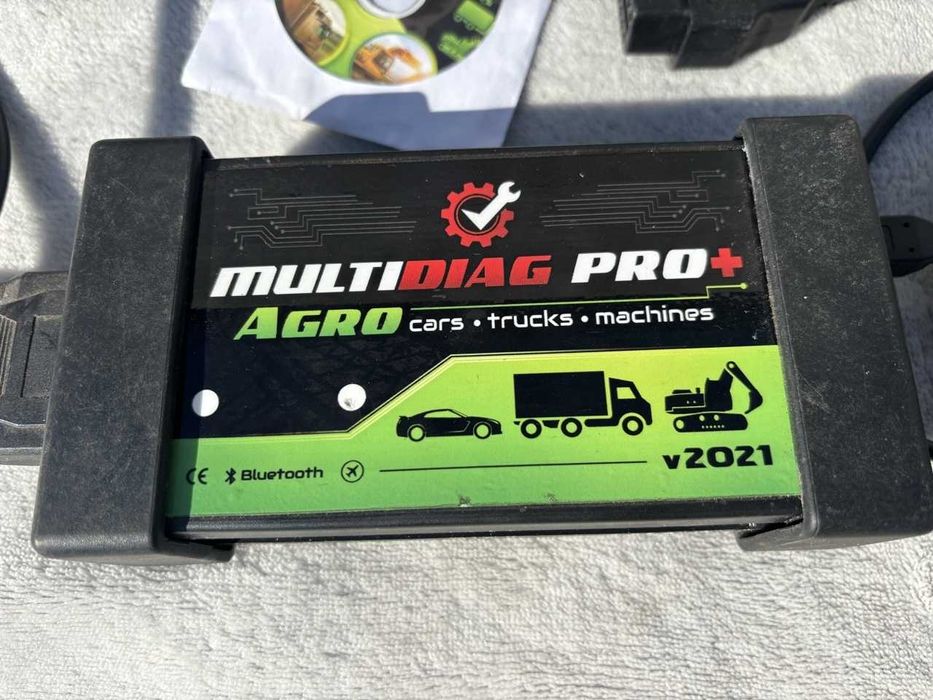 MULTIDIAG PRO+
AGRO cars • trucks • machines
CE Bluetooth
v2021